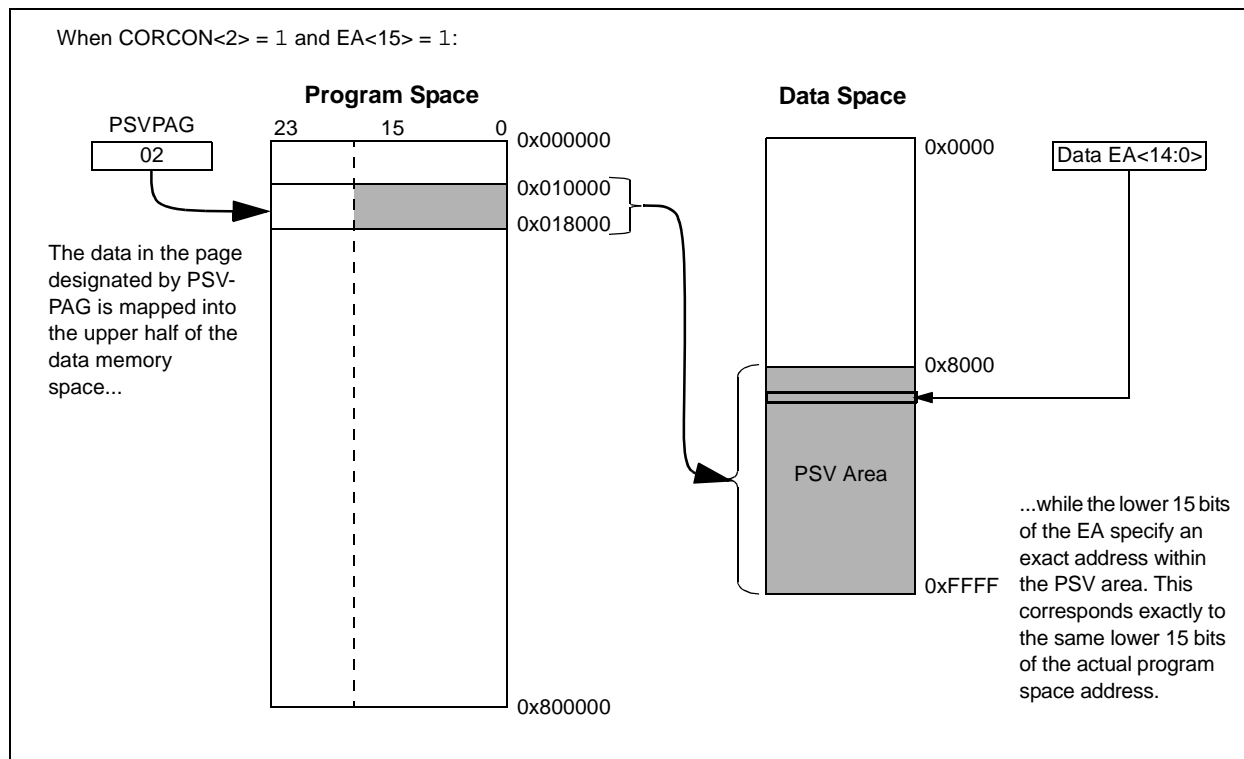 When CORCON<2> = 1 and EA<15> = 1:
Program Space
Data Space
PSVPAG
02
23
15
0
0x000000
0x010000
0x018000
0x800000
The data in the page
designated by PSV-
PAG is mapped into
the upper half of the
data memory
space...
0x0000
0x8000
0xFFFF
PSV Area
Data EA<14:0>
...while the lower 15 bits
of the EA specify an
exact address within
the PSV area. This
corresponds exactly to
the same lower 15 bits
of the actual program
space address.